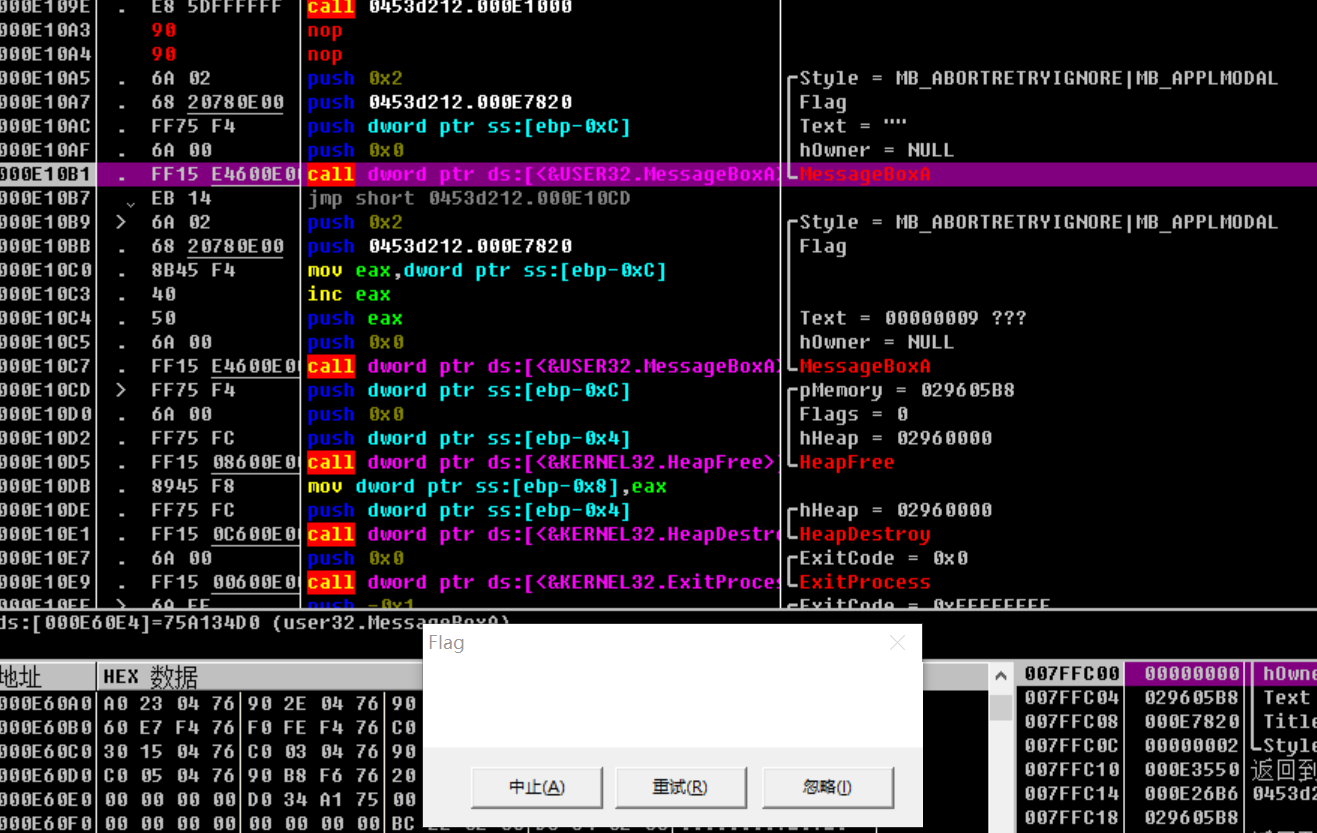 000E109E . E8 5DFFFFFF call 0453d212.000E1000
000E10A3 90 nop
000E10A4 90 nop
000E10A5 . 6A 02 push 0x2 Style = MB_ABORTRETRYIGNORE|MB_APPLMODAL
000E10A7 . 68 20780E00 push 0453d212.000E7820 Flag
000E10AC . FF75 F4 push dword ptr ss:[ebp-0xC] Text = ""
000E10AF . 6A 00 push 0x0 hOwner = NULL
000E10B1 . FF15 E4600E0 call dword ptr ds:[<&USER32.MessageBoxA> MessageBoxA
000E10B7 . EB 14 jmp short 0453d212.000E10CD
000E10B9 > 6A 02 push 0x2 Style = MB_ABORTRETRYIGNORE|MB_APPLMODAL
000E10BB . 68 20780E00 push 0453d212.000E7820 Flag
000E10C0 . 8B45 F4 mov eax,dword ptr ss:[ebp-0xC]
000E10C3 . 40 inc eax
000E10C4 . 50 push eax Text = 00000009 ???
000E10C5 . 6A 00 push 0x0 hOwner = NULL
000E10C7 . FF15 E4600E0 call dword ptr ds:[<&USER32.MessageBoxA> MessageBoxA
000E10CD > FF75 F4 push dword ptr ss:[ebp-0xC] pMemory = 029605B8
000E10D0 . 6A 00 push 0x0 Flags = 0
000E10D2 . FF75 FC push dword ptr ss:[ebp-0x4] hHeap = 02960000
000E10D5 . FF15 08600E0 call dword ptr ds:[<&KERNEL32.HeapFree>] HeapFree
000E10DB . 8945 F8 mov dword ptr ss:[ebp-0x8],eax
000E10DE . FF75 FC push dword ptr ss:[ebp-0x4] hHeap = 02960000
000E10E1 . FF15 0C600E0 call dword ptr ds:[<&KERNEL32.HeapDestro HeapDestroy
000E10E7 . 6A 00 push 0x0 ExitCode = 0x0
000E10E9 . FF15 00600E0 call dword ptr ds:[<&KERNEL32.ExitProces ExitProcess
000E10EF > 6A FF push -0x1 ExitCode = 0xFFFFFFFF
ds:[000E60E4]=75A134D0 (user32.MessageBoxA)
Flag
中止(A) 重试(R) 忽略(I)
地址 HEX 数据
000E60A0 A0 23 04 76 90 2E 04 76 90
000E60B0 60 E7 F4 76 F0 FE F4 76 C0
000E60C0 30 15 04 76 C0 03 04 76 90
000E60D0 C0 05 04 76 90 B8 F6 76 20
000E60E0 00 00 00 00 D0 34 A1 75 00
000E60F0 00 00 00 00 00 00 00 00 BC
007FFC00 00000000 hOwne
007FFC04 029605B8 Text
007FFC08 000E7820 Title
007FFC0C 00000002 Style
007FFC10 000E3550 返回到
007FFC14 000E26B6 0453d
007FFC18 029605B8